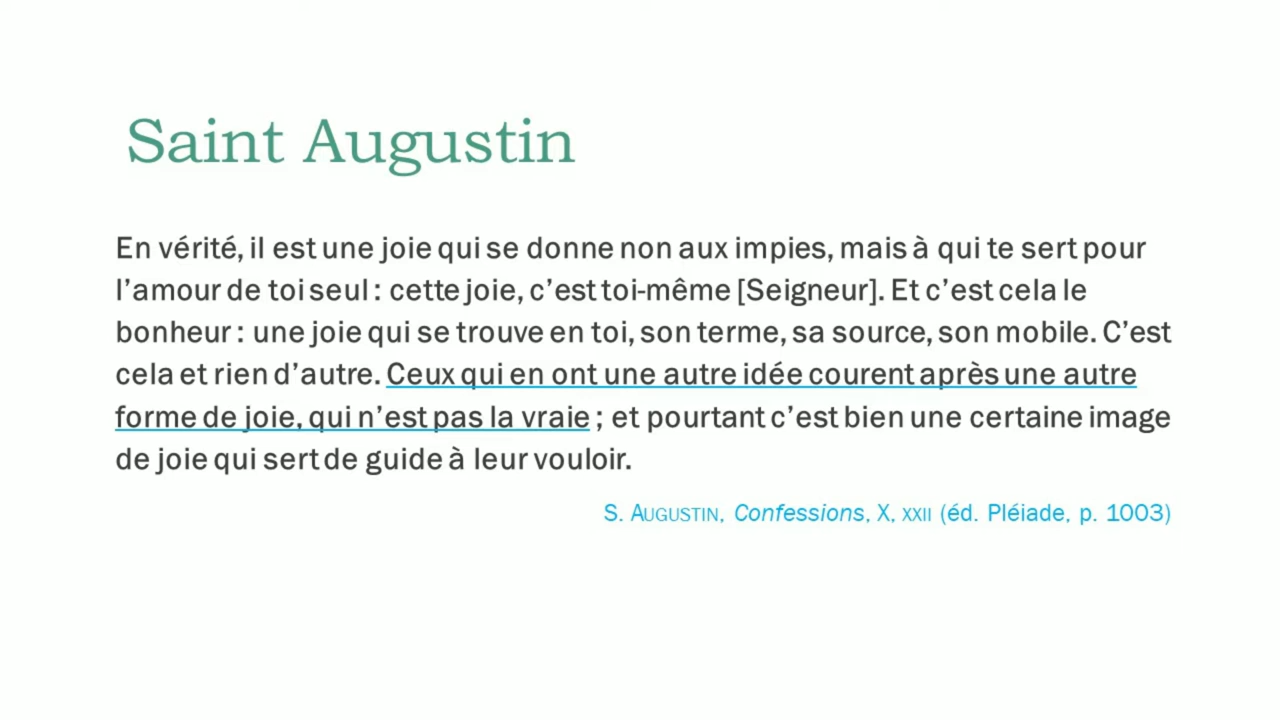 Saint Augustin
En vérité, il est une joie qui se donne non aux impies, mais à qui te sert pour
l’amour de toi seul : cette joie, c’est toi-même [Seigneur]. Et c’est cela le
bonheur : une joie qui se trouve en toi, son terme, sa source, son mobile. C’est
cela et rien d’autre. Ceux qui en ont une autre idée courent après une autre
forme de joie, qui n’est pas la vraie ; et pourtant c’est bien une certaine image
de joie qui sert de guide à leur vouloir.
S. AUGUSTIN, Confessions, X, XXII (éd. Pléiade, p. 1003)